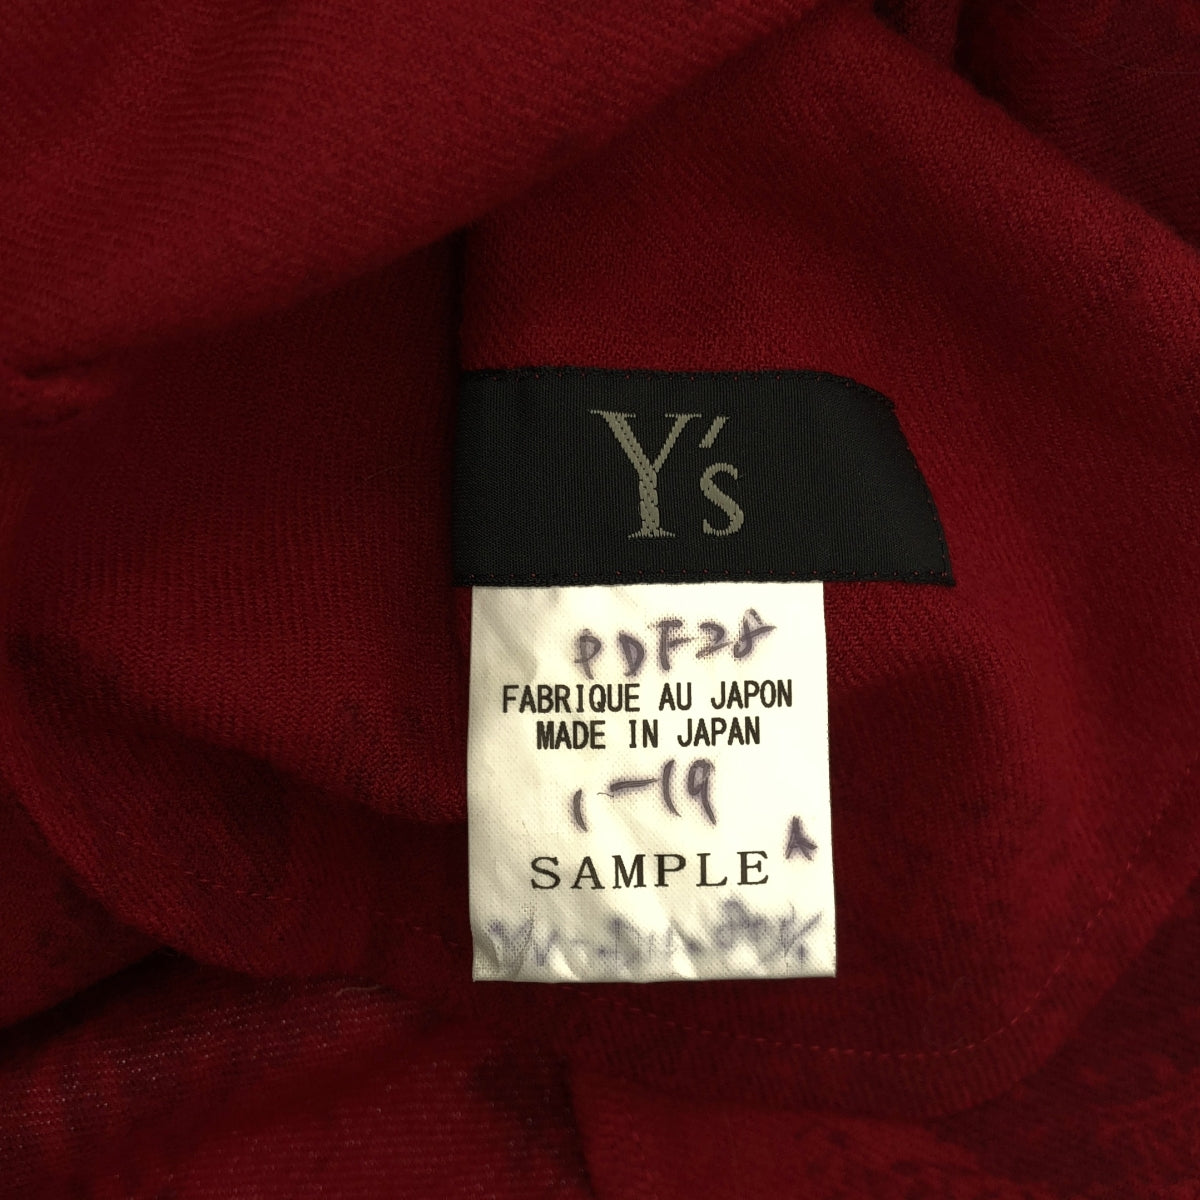 Y's
PDF28
FABRIQUE AU JAPON
MADE IN JAPAN
1-19
SAMPLE A